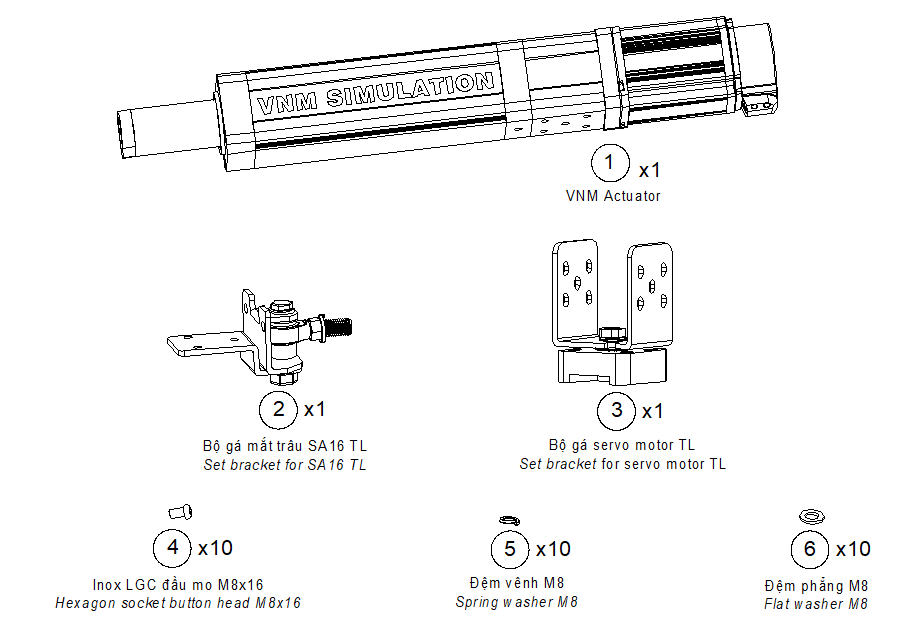 VNM SIMULATION
1 x1
VNM Actuator
2 x1
Bộ gá mắt trâu SA16 TL
Set bracket for SA16 TL
3 x1
Bộ gá servo motor TL
Set bracket for servo motor TL
4 x10
Inox LGC đầu mo M8x16
Hexagon socket button head M8x16
5 x10
Đệm vênh M8
Spring washer M8
6 x10
Đệm phẳng M8
Flat washer M8